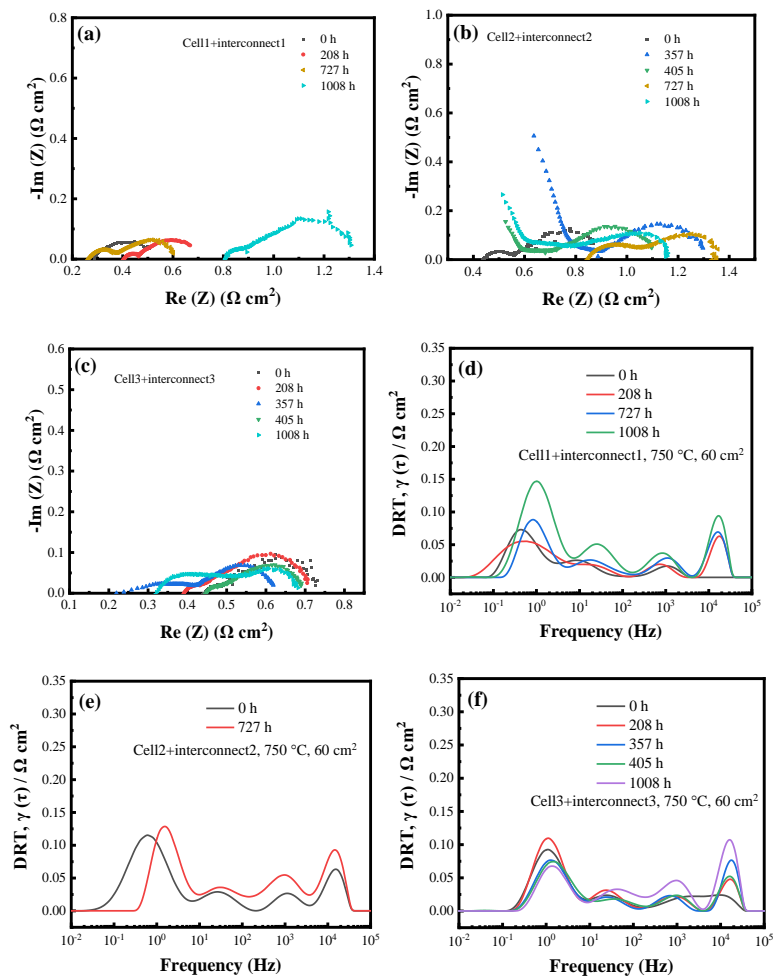 (a)
Cell1+interconnect1
0 h
208 h
727 h
1008 h
-Im (Z) (Ω cm²)
0.8
0.6
0.4
0.2
0.0
0.2 0.4 0.6 0.8 1.0 1.2 1.4
Re (Z) (Ω cm²)
(b)
Cell2+interconnect2
0 h
357 h
405 h
727 h
1008 h
-Im (Z) (Ω cm²)
1.0
0.8
0.6
0.4
0.2
0.0
0.4 0.6 0.8 1.0 1.2 1.4
Re (Z) (Ω cm²)
(c)
Cell3+interconnect3
0 h
208 h
357 h
405 h
1008 h
-Im (Z) (Ω cm²)
0.6
0.5
0.4
0.3
0.2
0.1
0.0
0.1 0.2 0.3 0.4 0.5 0.6 0.7 0.8
Re (Z) (Ω cm²)
(d)
0 h
208 h
727 h
1008 h
Cell1+interconnect1, 750 °C, 60 cm²
DRT, γ (τ) / Ω cm²
0.35
0.30
0.25
0.20
0.15
0.10
0.05
0.00
10⁻² 10⁻¹ 10⁰ 10¹ 10² 10³ 10⁴ 10⁵
Frequency (Hz)
(e)
0 h
727 h
Cell2+interconnect2, 750 °C, 60 cm²
DRT, γ (τ) / Ω cm²
0.35
0.30
0.25
0.20
0.15
0.10
0.05
0.00
10⁻² 10⁻¹ 10⁰ 10¹ 10² 10³ 10⁴ 10⁵
Frequency (Hz)
(f)
0 h
208 h
357 h
405 h
1008 h
Cell3+interconnect3, 750 °C, 60 cm²
DRT, γ (τ) / Ω cm²
0.35
0.30
0.25
0.20
0.15
0.10
0.05
0.00
10⁻² 10⁻¹ 10⁰ 10¹ 10² 10³ 10⁴ 10⁵
Frequency (Hz)